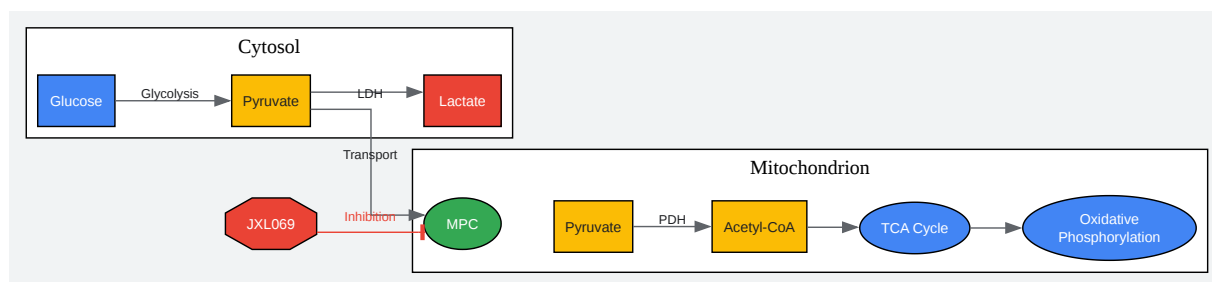 Cytosol
Glucose
Glycolysis
Pyruvate
LDH
Lactate
Transport
Mitochondrion
JXL069
Inhibition
MPC
Pyruvate
PDH
Acetyl-CoA
TCA Cycle
Oxidative
Phosphorylation